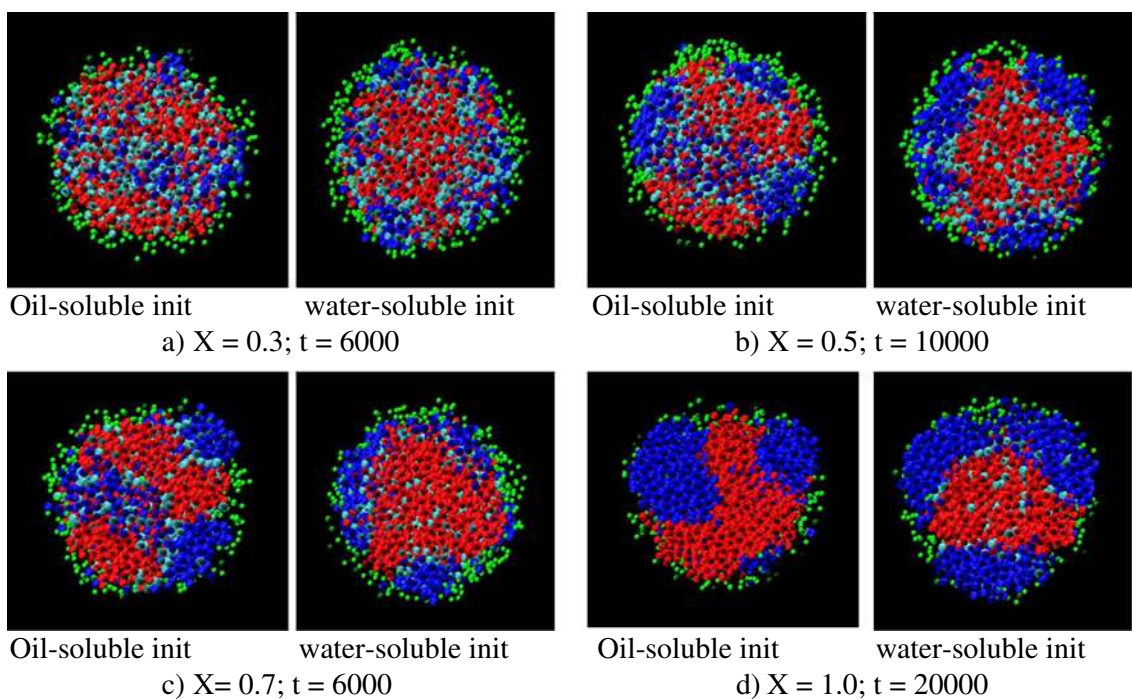 Oil-soluble init water-soluble init
a) X = 0.3; t = 6000
Oil-soluble init water-soluble init
b) X = 0.5; t = 10000
Oil-soluble init water-soluble init
c) X= 0.7; t = 6000
Oil-soluble init water-soluble init
d) X = 1.0; t = 20000